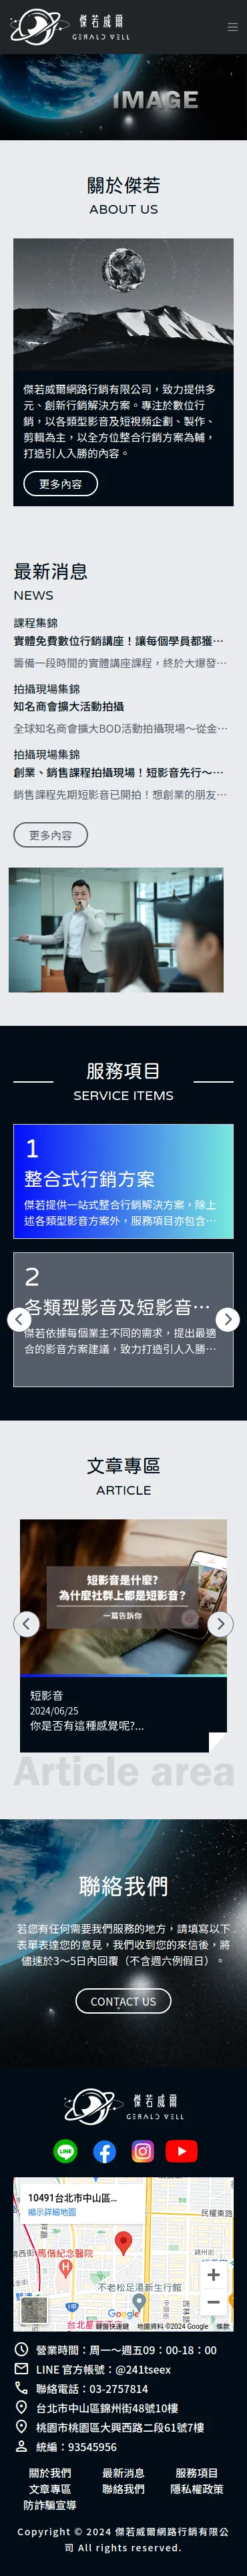 傑若威爾
GERALD WELL
IMAGE
關於傑若
ABOUT US
傑若威爾網路行銷有限公司，致力提供多
元、創新行銷解決方案。專注於數位行
銷，以各類型影音及短視頻企劃、製作、
剪輯為主，以全方位整合行銷方案為輔，
打造引人入勝的內容。
更多內容
最新消息
NEWS
課程集錦
實體免費數位行銷講座！讓每個學員都獲…
籌備一段時間的實體講座課程，終於大爆發…
拍攝現場集錦
知名商會擴大活動拍攝
全球知名商會擴大BOD活動拍攝現場～從金…
拍攝現場集錦
創業、銷售課程拍攝現場！短影音先行～…
銷售課程先期短影音已開拍！想創業的朋友…
更多內容
服務項目
SERVICE ITEMS
1
整合式行銷方案
傑若提供一站式整合行銷解決方案，除上
述各類型影音方案外，服務項目亦包含…
2
各類型影音及短影音…
傑若依據每個業主不同的需求，提出最適
合的影音方案建議，致力打造引人入勝…
文章專區
ARTICLE
短影音是什麼？
為什麼社群上都是短影音？
一篇告訴你
短影音
2024/06/25
你是否有這種感覺呢?...
Article area
聯絡我們
若您有任何需要我們服務的地方，請填寫以下
表單表達您的意見，我們收到您的來信後，將
儘速於3～5日內回覆（不含週六例假日）。
CONTACT US
傑若威爾
GERALD WELL
LINE
10491台北市中山區…
顯示詳細地圖
民權東路
錦州街
馬偕紀念醫院
不老松足湯新生行館
吉林路
Google
鍵盤快速鍵
地圖資料 ©2024 Google
條款
營業時間：周一～週五09：00-18：00
LINE 官方帳號：@241tseex
聯絡電話：03-2757814
台北市中山區錦州街48號10樓
桃園市桃園區大興西路二段61號7樓
統編：93545956
關於我們
最新消息
服務項目
文章專區
聯絡我們
隱私權政策
防詐騙宣導
Copyright © 2024 傑若威爾網路行銷有限公
司 All rights reserved.